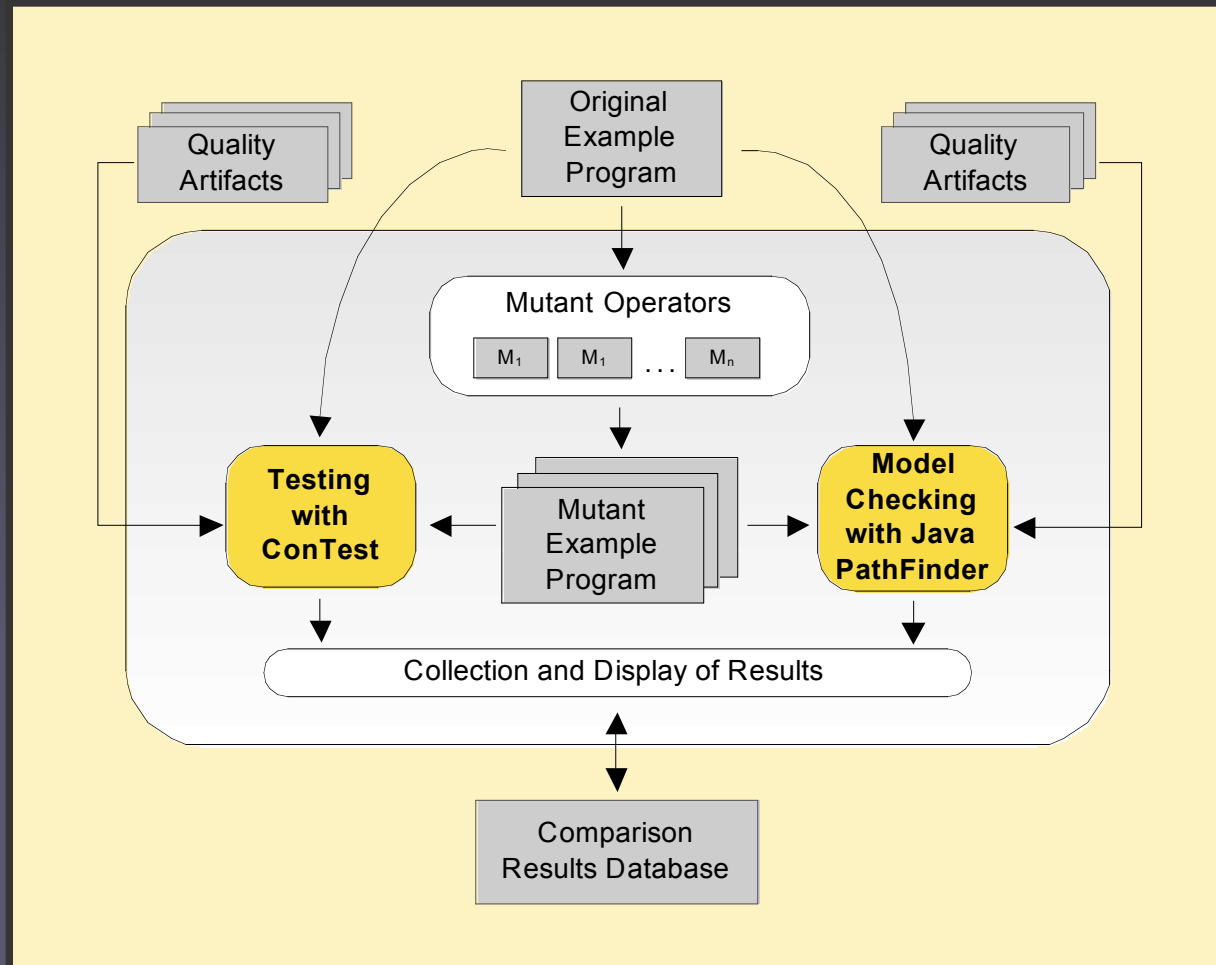 Original
Example
Program
Quality
Artifacts
Quality
Artifacts
Mutant Operators
M₁ M₁ ... Mₙ
Testing
with
ConTest
Mutant
Example
Program
Model
Checking
with Java
PathFinder
Collection and Display of Results
Comparison
Results Database